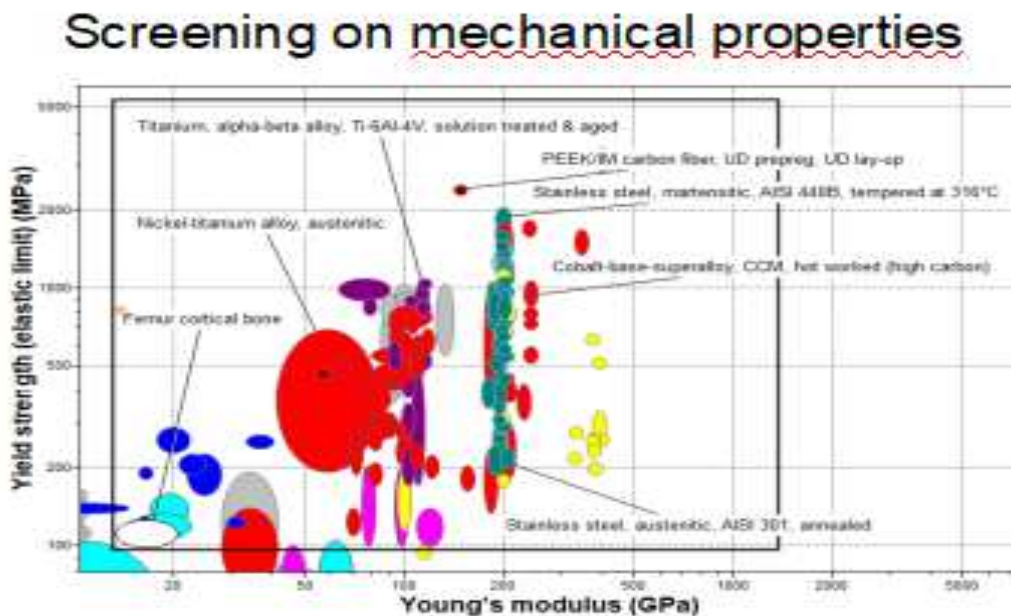 Screening on mechanical properties
5000
Titanium, alpha-beta alloy, Ti-6Al-4V, solution treated & aged
PEEK/IM carbon fiber, UD prepreg, UD lay-up
Stainless steel, martensitic, AISI 440B, tempered at 316°C
2000
Nickel-titanium alloy, austenitic
Cobalt-base-superalloy, CCM, hot worked (high carbon)
1000
Femur cortical bone
500
200
Stainless steel, austenitic, AISI 301, annealed
100
Yield strength (elastic limit) (MPa)
20 50 100 200 500 1000 2000 5000
Young's modulus (GPa)